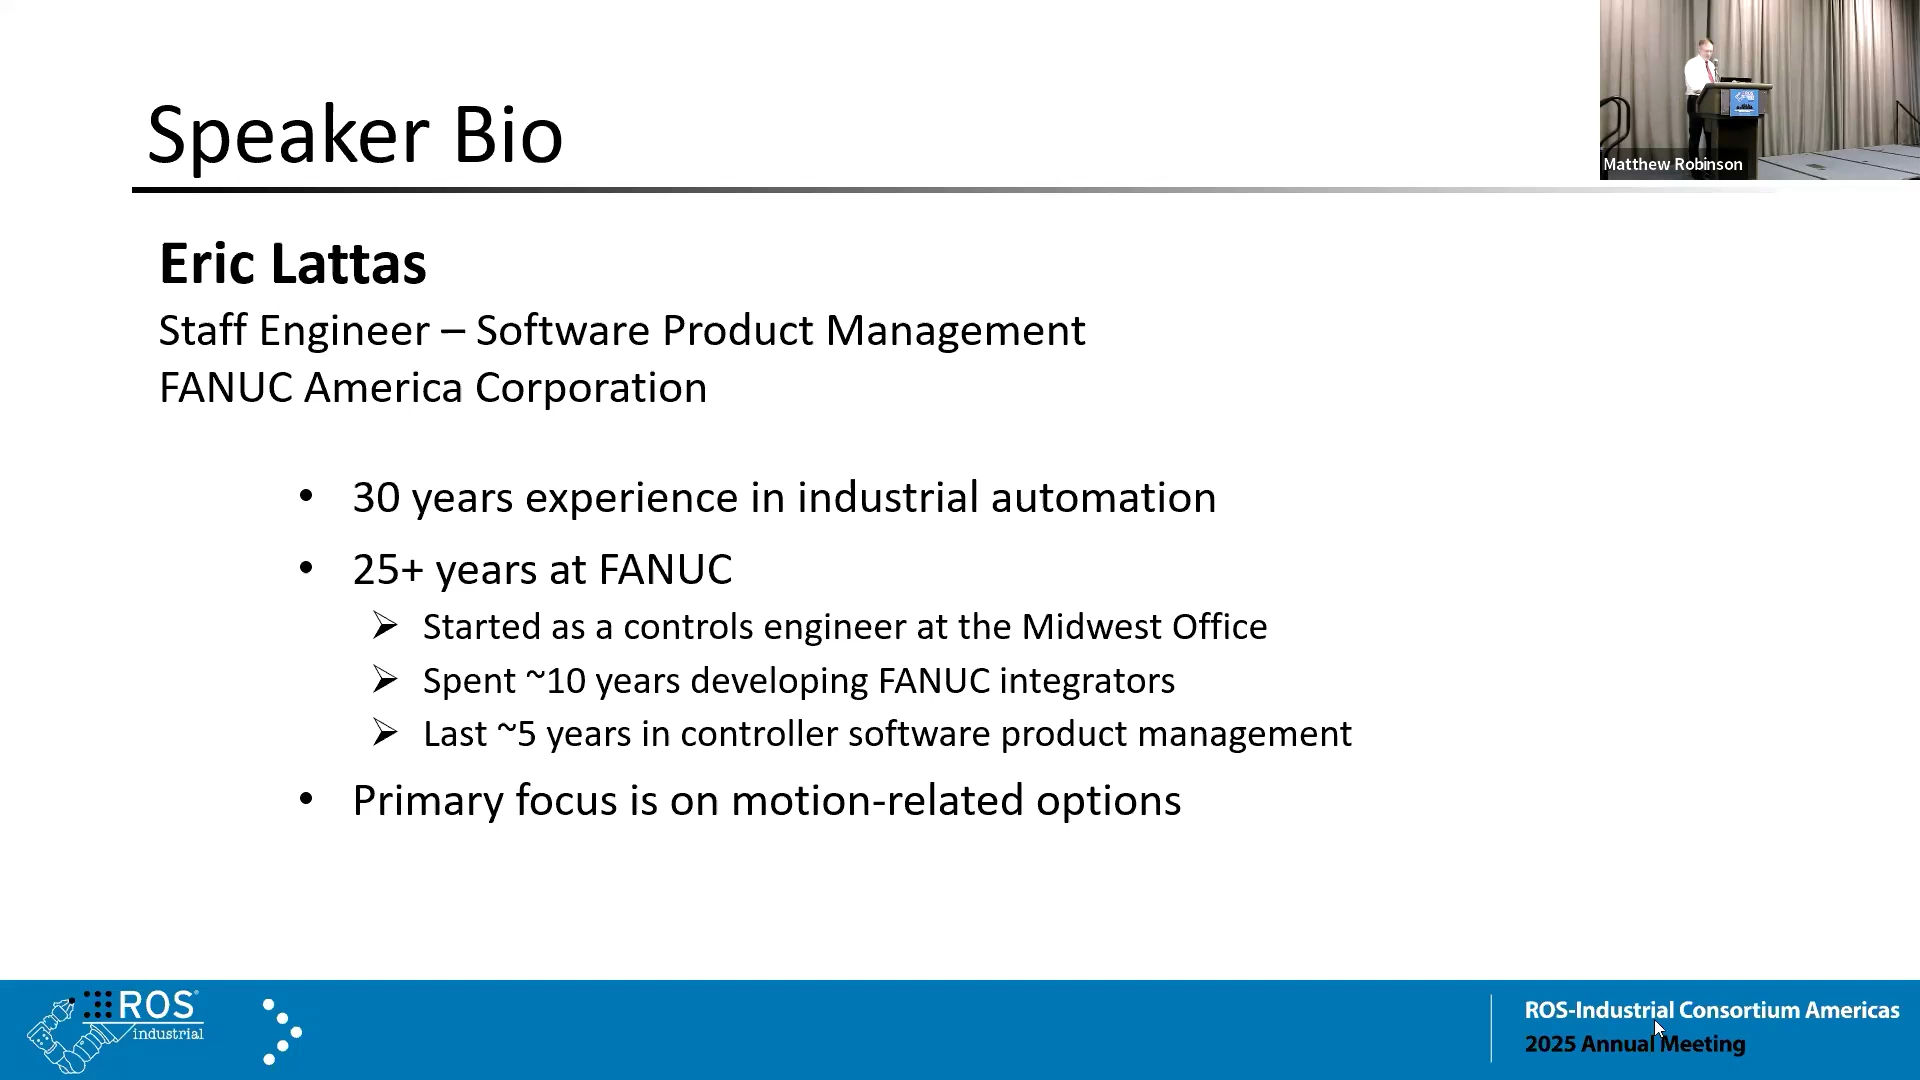 Speaker Bio
Matthew Robinson
Eric Lattas
Staff Engineer – Software Product Management
FANUC America Corporation
• 30 years experience in industrial automation
• 25+ years at FANUC
➢ Started as a controls engineer at the Midwest Office
➢ Spent ~10 years developing FANUC integrators
➢ Last ~5 years in controller software product management
• Primary focus is on motion-related options
ROS®
industrial
ROS-Industrial Consortium Americas
2025 Annual Meeting